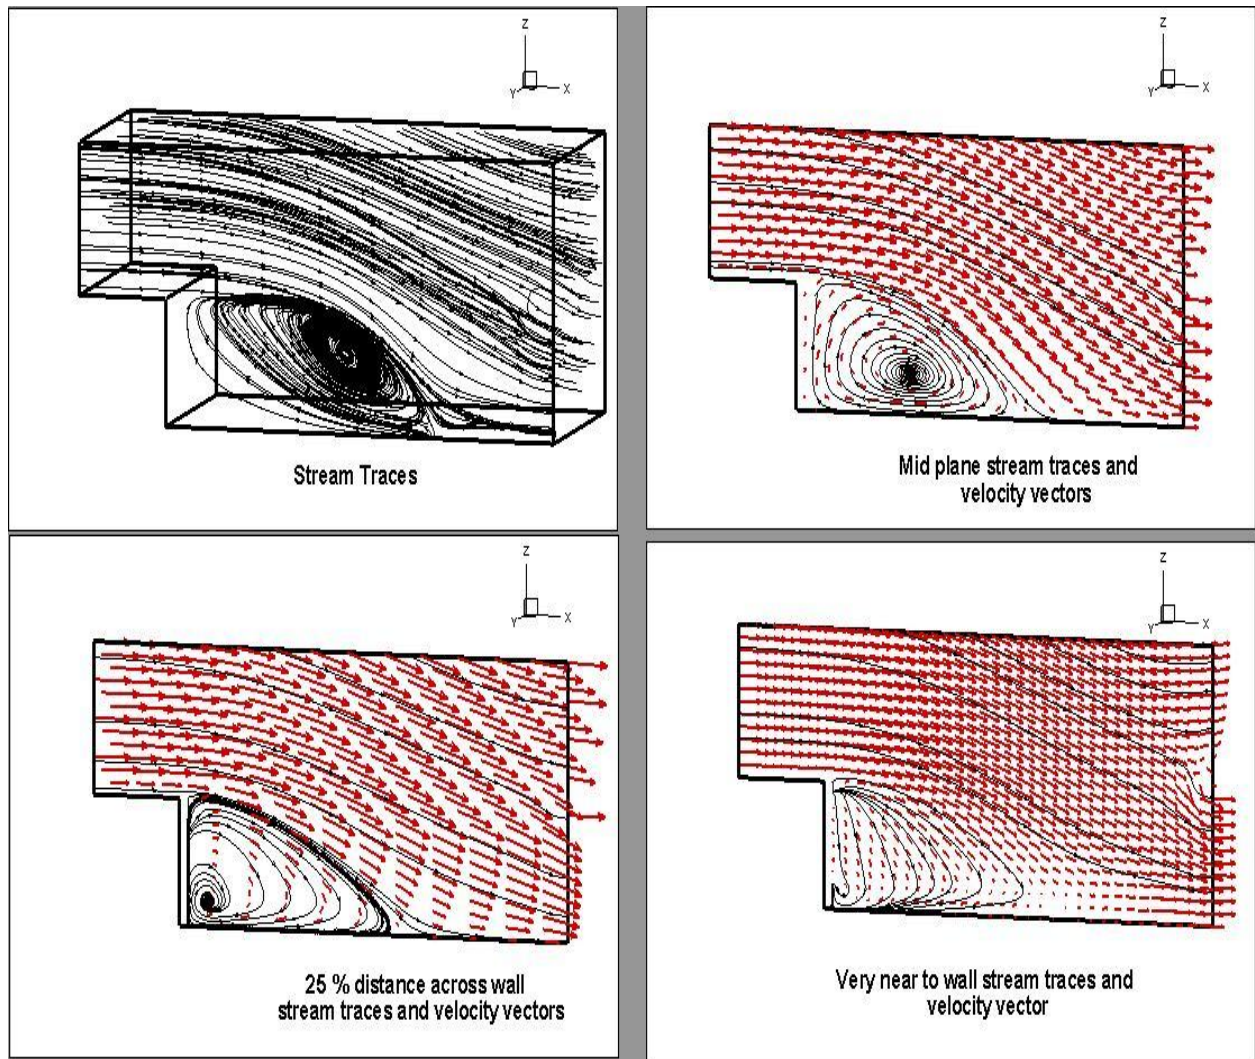 Z
Y
X
Stream Traces
Z
Y
X
Mid plane stream traces and
velocity vectors
Z
Y
X
25 % distance across wall
stream traces and velocity vectors
Z
Y
X
Very near to wall stream traces and
velocity vector